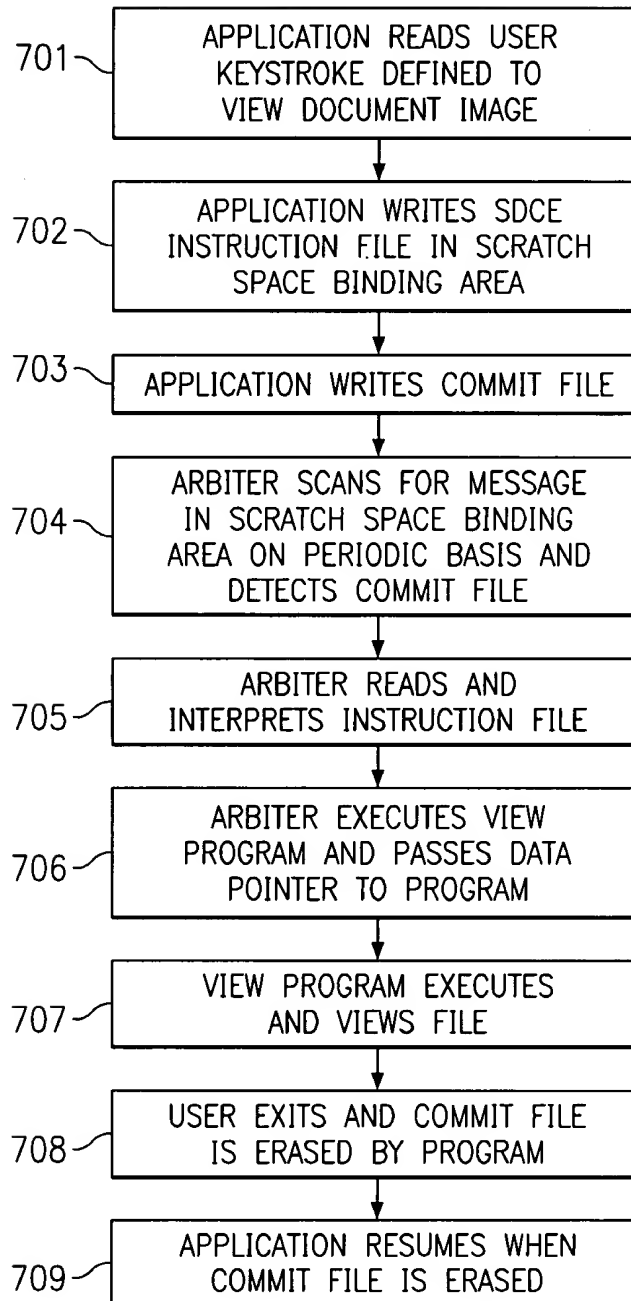 701
APPLICATION READS USER
KEYSTROKE DEFINED TO
VIEW DOCUMENT IMAGE
702
APPLICATION WRITES SDCE
INSTRUCTION FILE IN SCRATCH
SPACE BINDING AREA
703
APPLICATION WRITES COMMIT FILE
704
ARBITER SCANS FOR MESSAGE
IN SCRATCH SPACE BINDING
AREA ON PERIODIC BASIS AND
DETECTS COMMIT FILE
705
ARBITER READS AND
INTERPRETS INSTRUCTION FILE
706
ARBITER EXECUTES VIEW
PROGRAM AND PASSES DATA
POINTER TO PROGRAM
707
VIEW PROGRAM EXECUTES
AND VIEWS FILE
708
USER EXITS AND COMMIT FILE
IS ERASED BY PROGRAM
709
APPLICATION RESUMES WHEN
COMMIT FILE IS ERASED